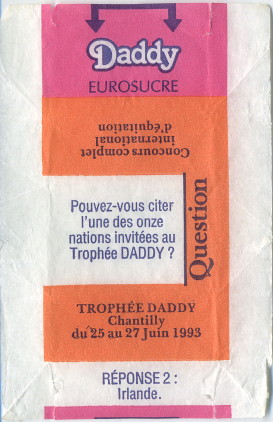 Daddy
EUROSUCRE
Concours complet
international
d'équitation
Pouvez-vous citer
l'une des onze
nations invitées au
Trophée DADDY ?
Question
TROPHÉE DADDY
Chantilly
du 25 au 27 Juin 1993
RÉPONSE 2 :
Irlande.